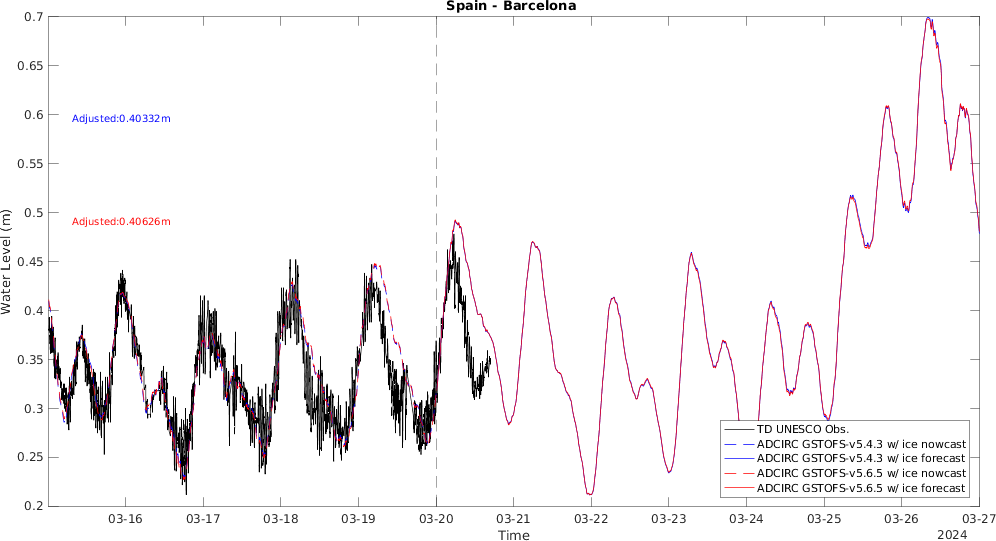 Spain - Barcelona
Water Level (m)
0.7
0.65
0.6
0.55
0.5
0.45
0.4
0.35
0.3
0.25
0.2
Adjusted:0.40332m
Adjusted:0.40626m
TD UNESCO Obs.
ADCIRC GSTOFS-v5.4.3 w/ ice nowcast
ADCIRC GSTOFS-v5.4.3 w/ ice forecast
ADCIRC GSTOFS-v5.6.5 w/ ice nowcast
ADCIRC GSTOFS-v5.6.5 w/ ice forecast
03-16 03-17 03-18 03-19 03-20 03-21 03-22 03-23 03-24 03-25 03-26 03-27
Time
2024